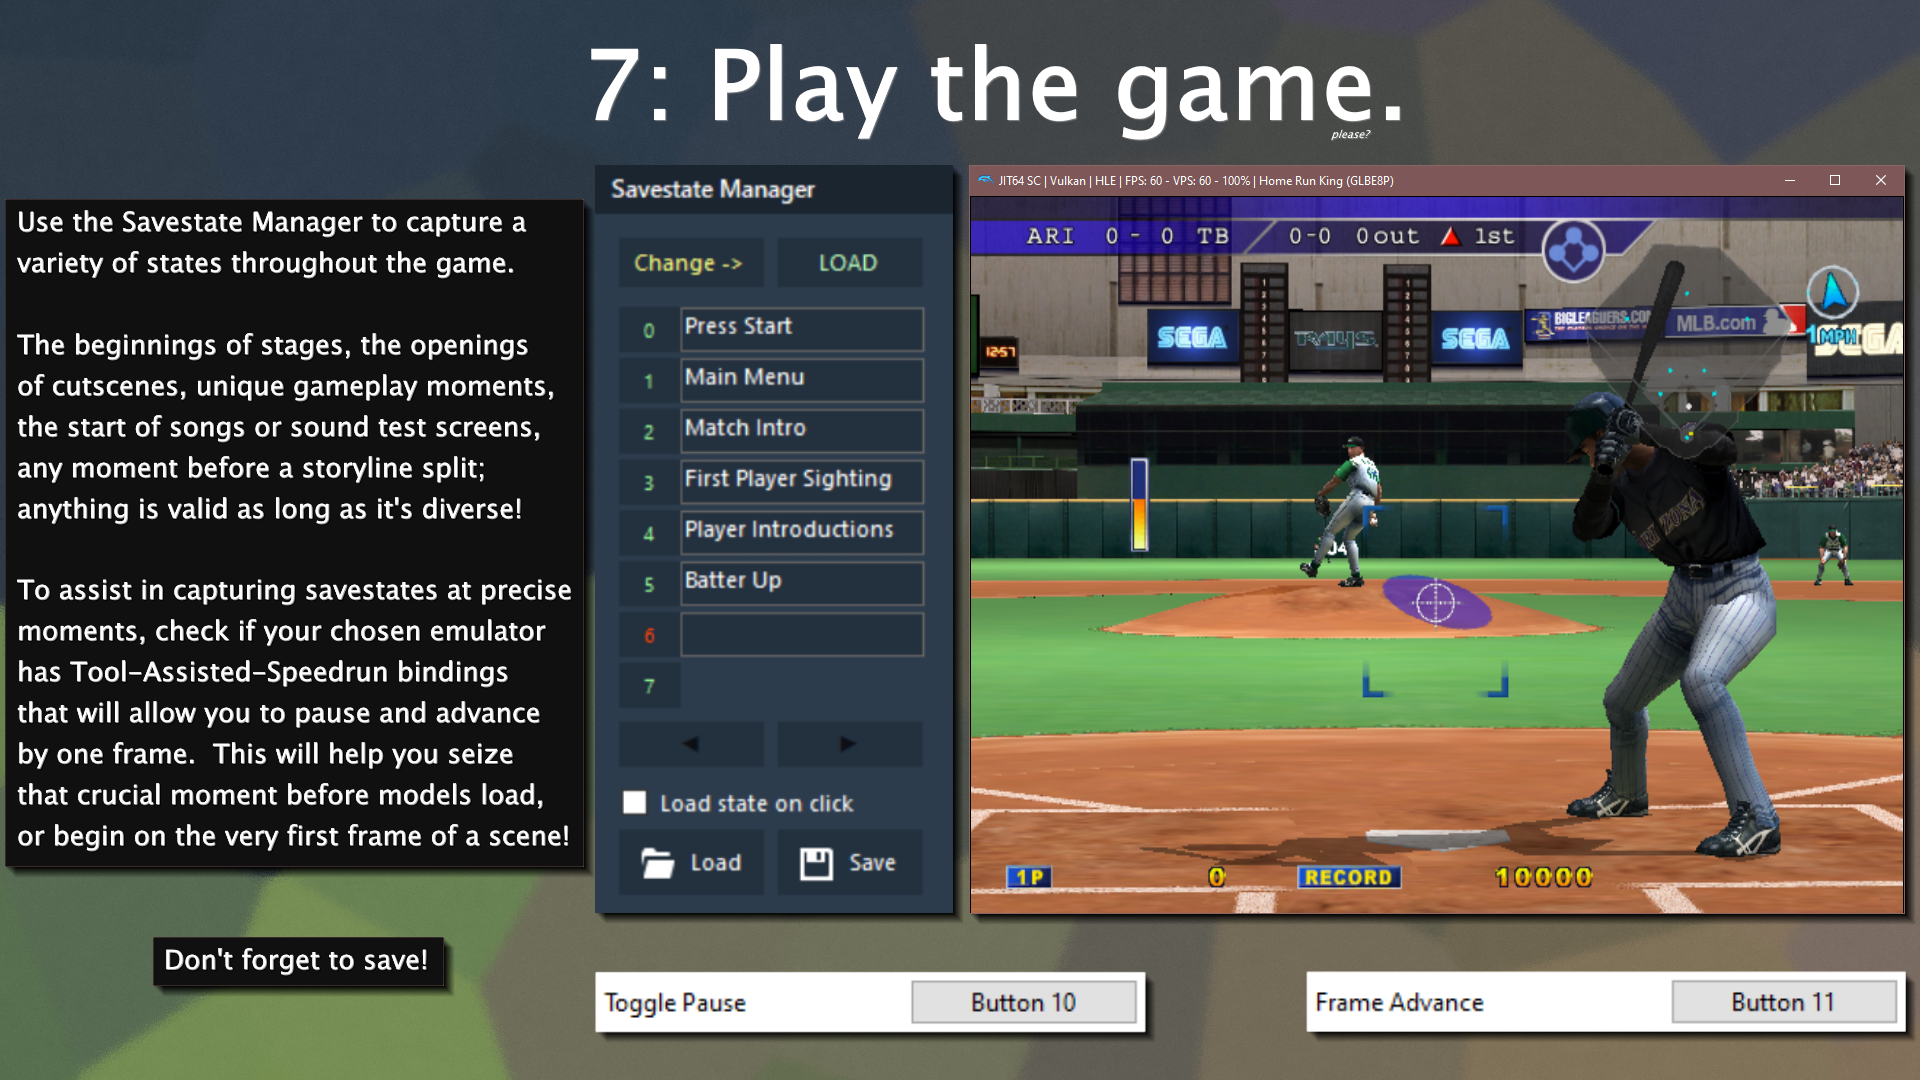 7: Play the game.
please?
Use the Savestate Manager to capture a
variety of states throughout the game.
The beginnings of stages, the openings
of cutscenes, unique gameplay moments,
the start of songs or sound test screens,
any moment before a storyline split;
anything is valid as long as it's diverse!
To assist in capturing savestates at precise
moments, check if your chosen emulator
has Tool-Assisted-Speedrun bindings
that will allow you to pause and advance
by one frame.  This will help you seize
that crucial moment before models load,
or begin on the very first frame of a scene!
Don't forget to save!
Savestate Manager
Change -> LOAD
0 Press Start
1 Main Menu
2 Match Intro
3 First Player Sighting
4 Player Introductions
5 Batter Up
6
7
Load state on click
Load Save
JIT64 SC | Vulkan | HLE | FPS: 60 - VPS: 60 - 100% | Home Run King (GLBE8P)
ARI 0 - 0 TB 0-0 0out 1st
SEGA
SEGA
BIGLEAGUERS.COM
MLB.com
1MPH
12:57
ARIZONA
1P 0 RECORD 10000
Toggle Pause Button 10
Frame Advance Button 11